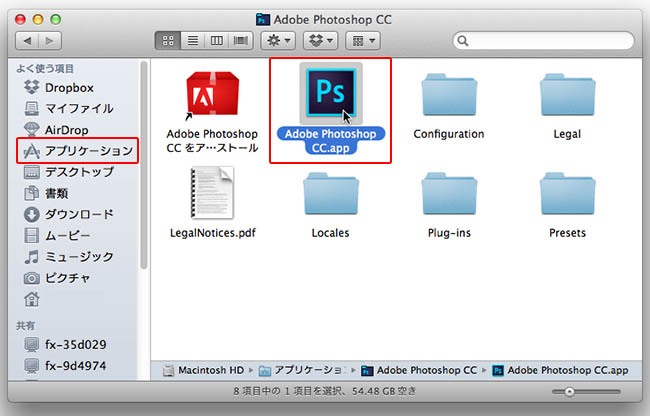 Adobe Photoshop CC
よく使う項目
Dropbox
マイファイル
AirDrop
アプリケーション
デスクトップ
書類
ダウンロード
ムービー
ミュージック
ピクチャ
共有
fx-35d029
fx-9d4974
Adobe Photoshop
CC をア…ストール
Ps
Adobe Photoshop
CC.app
Configuration
Legal
LegalNotices.pdf
Locales
Plug-ins
Presets
Macintosh HD ▸ アプリケーショ ▸ Adobe Photoshop CC ▸ Adobe Photoshop CC.app
8 項目中の 1 項目を選択、54.48 GB 空き